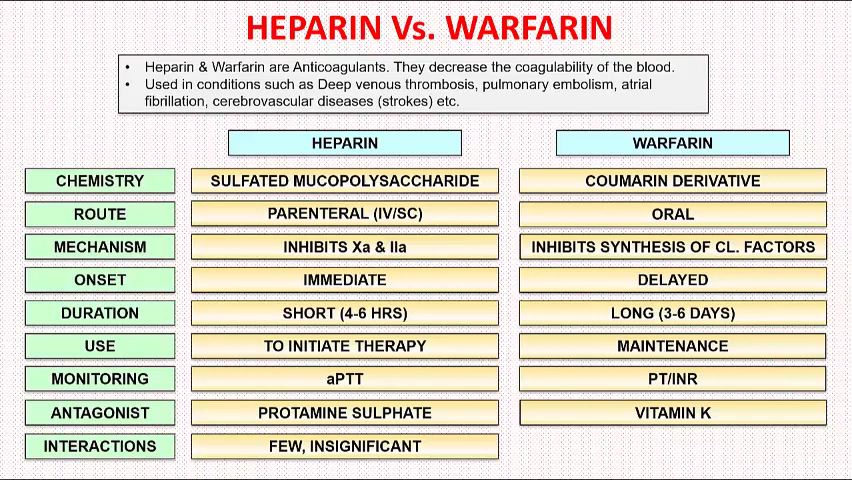 HEPARIN Vs. WARFARIN
• Heparin & Warfarin are Anticoagulants. They decrease the coagulability of the blood.
• Used in conditions such as Deep venous thrombosis, pulmonary embolism, atrial
fibrillation, cerebrovascular diseases (strokes) etc.
HEPARIN WARFARIN
CHEMISTRY SULFATED MUCOPOLYSACCHARIDE COUMARIN DERIVATIVE
ROUTE PARENTERAL (IV/SC) ORAL
MECHANISM INHIBITS Xa & IIa INHIBITS SYNTHESIS OF CL. FACTORS
ONSET IMMEDIATE DELAYED
DURATION SHORT (4-6 HRS) LONG (3-6 DAYS)
USE TO INITIATE THERAPY MAINTENANCE
MONITORING aPTT PT/INR
ANTAGONIST PROTAMINE SULPHATE VITAMIN K
INTERACTIONS FEW, INSIGNIFICANT